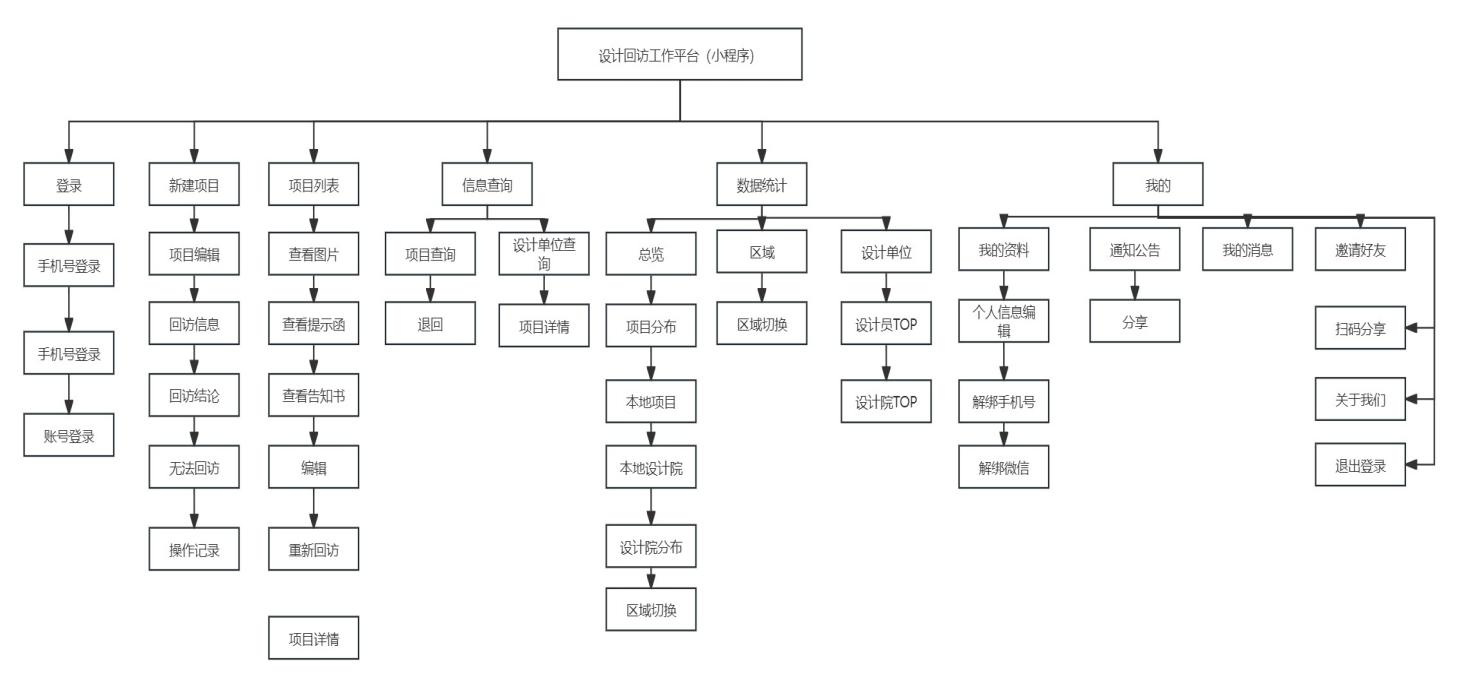 设计回访工作平台（小程序）
登录
新建项目
项目列表
信息查询
数据统计
我的
手机号登录
项目编辑
查看图片
项目查询
设计单位查
询
总览
区域
设计单位
我的资料
通知公告
我的消息
邀请好友
手机号登录
回访信息
查看提示函
退回
项目详情
项目分布
区域切换
设计员TOP
个人信息编
辑
分享
扫码分享
账号登录
回访结论
查看告知书
本地项目
设计院TOP
解绑手机号
关于我们
无法回访
编辑
本地设计院
解绑微信
退出登录
操作记录
重新回访
设计院分布
区域切换
项目详情